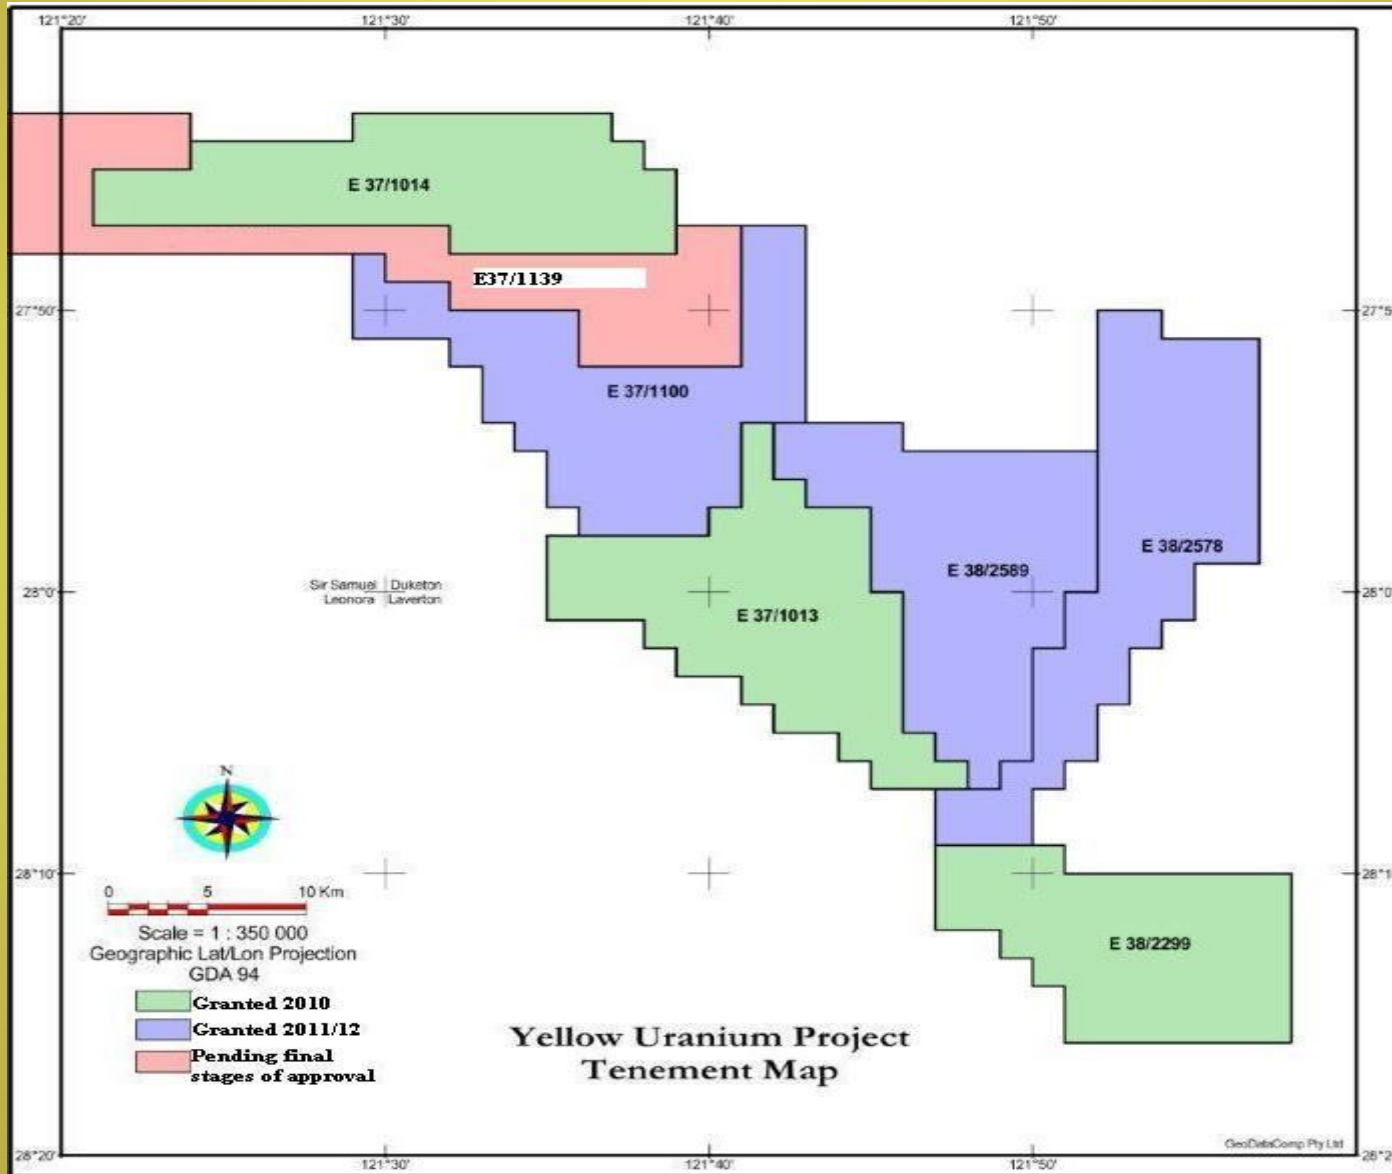 121°20' 121°30' 121°40' 121°50'
E 37/1014
E37/1139
27°50' 27°5
E 37/1100
E 38/2578
E 38/2589
Sir Samuel Duketon
Leonora Laverton
28°0' 28°0
E 37/1013
N
28°10' 28°1
0 5 10 Km
Scale = 1 : 350 000
Geographic Lat/Lon Projection
GDA 94
E 38/2299
Granted 2010
Granted 2011/12
Pending final
stages of approval
Yellow Uranium Project
Tenement Map
GeoDataComp Pty Ltd
28°20' 28°2
121°30' 121°40' 121°50'